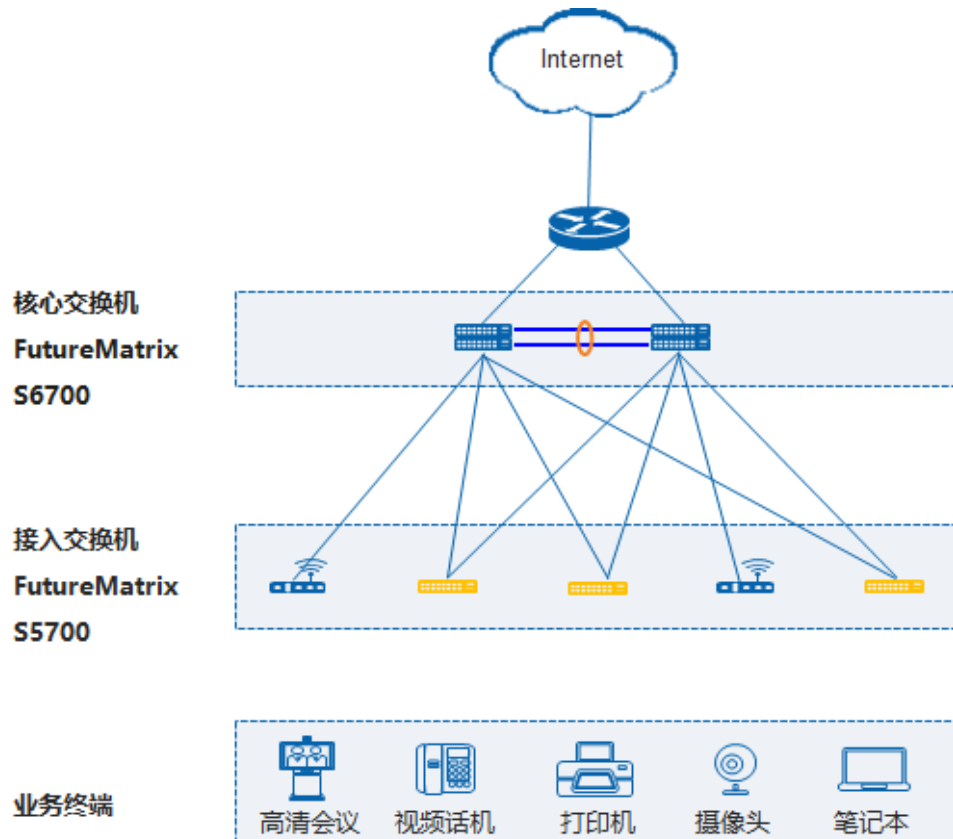 Internet
核心交换机
FutureMatrix
S6700
接入交换机
FutureMatrix
S5700
业务终端
高清会议 视频话机 打印机 摄像头 笔记本